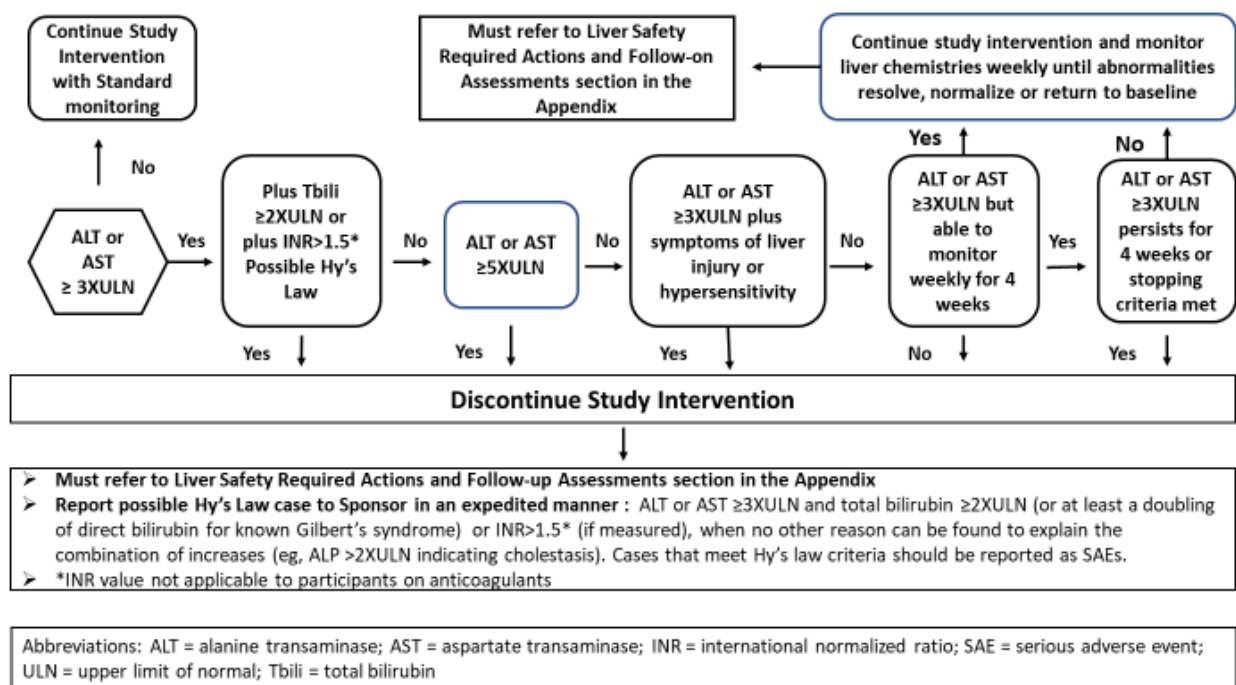 Continue Study
Intervention
with Standard
monitoring
Must refer to Liver Safety
Required Actions and Follow-on
Assessments section in the
Appendix
Continue study intervention and monitor
liver chemistries weekly until abnormalities
resolve, normalize or return to baseline
No
Yes
No
ALT or
AST
≥ 3XULN
Yes
Plus Tbili
≥2XULN or
plus INR>1.5*
Possible Hy's
Law
No
ALT or AST
≥5XULN
No
ALT or AST
≥3XULN plus
symptoms of liver
injury or
hypersensitivity
No
ALT or AST
≥3XULN but
able to
monitor
weekly for 4
weeks
Yes
ALT or AST
≥3XULN
persists for
4 weeks or
stopping
criteria met
Yes
Yes
Yes
No
Yes
Discontinue Study Intervention
➢ Must refer to Liver Safety Required Actions and Follow-up Assessments section in the Appendix
➢ Report possible Hy's Law case to Sponsor in an expedited manner : ALT or AST ≥3XULN and total bilirubin ≥2XULN (or at least a doubling
of direct bilirubin for known Gilbert's syndrome) or INR>1.5* (if measured), when no other reason can be found to explain the
combination of increases (eg, ALP >2XULN indicating cholestasis). Cases that meet Hy's law criteria should be reported as SAEs.
➢ *INR value not applicable to participants on anticoagulants
Abbreviations: ALT = alanine transaminase; AST = aspartate transaminase; INR = international normalized ratio; SAE = serious adverse event;
ULN = upper limit of normal; Tbili = total bilirubin